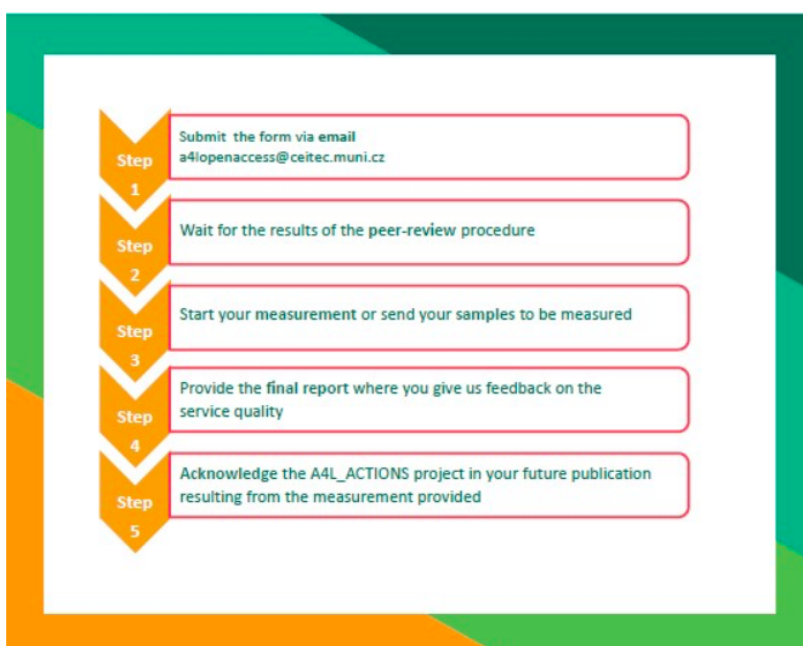 Step
1
Submit the form via email
a4lopenaccess@ceitec.muni.cz
Step
2
Wait for the results of the peer-review procedure
Step
3
Start your measurement or send your samples to be measured
Step
4
Provide the final report where you give us feedback on the
service quality
Step
5
Acknowledge the A4L_ACTIONS project in your future publication
resulting from the measurement provided